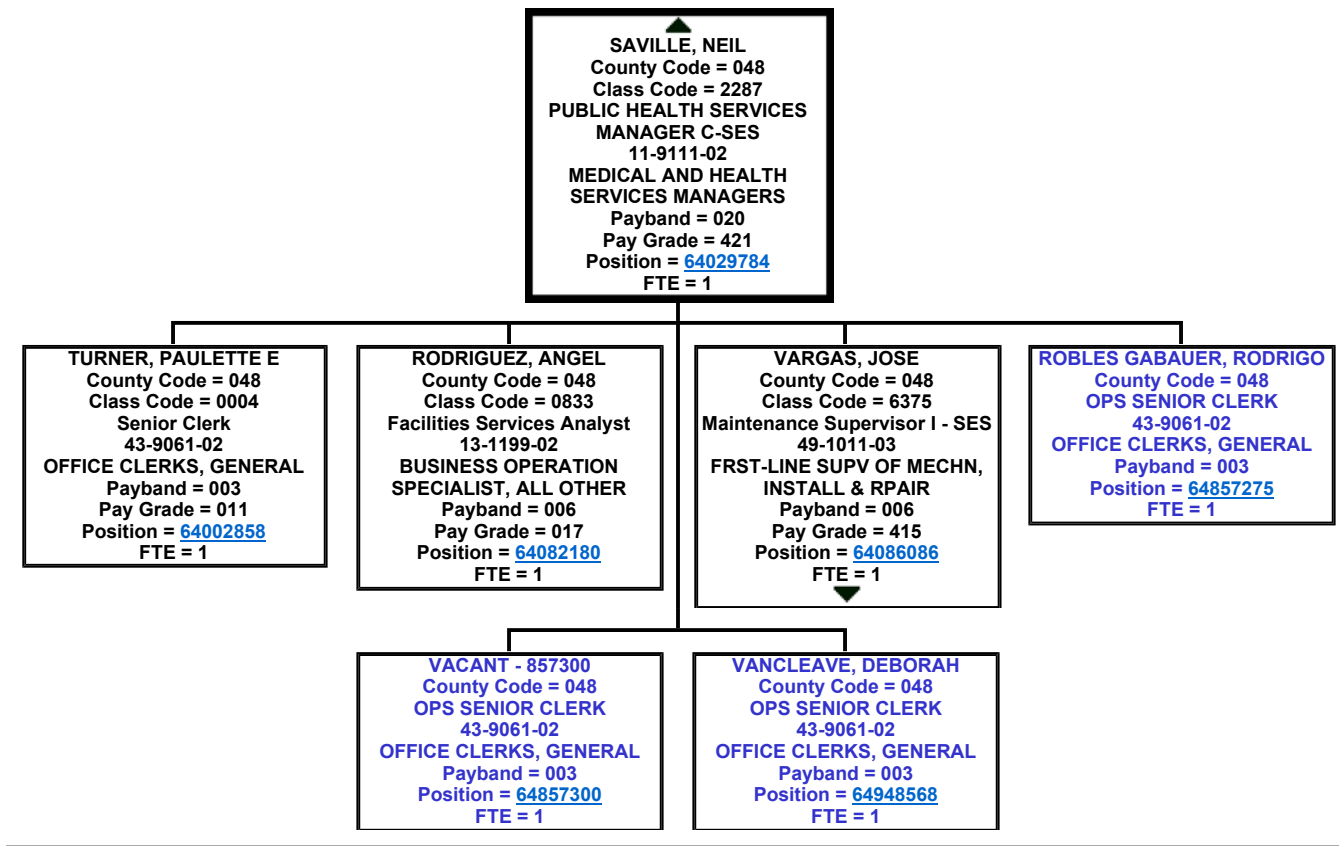 SAVILLE, NEIL
County Code = 048
Class Code = 2287
PUBLIC HEALTH SERVICES
MANAGER C-SES
11-9111-02
MEDICAL AND HEALTH
SERVICES MANAGERS
Payband = 020
Pay Grade = 421
Position = 64029784
FTE = 1
TURNER, PAULETTE E
County Code = 048
Class Code = 0004
Senior Clerk
43-9061-02
OFFICE CLERKS, GENERAL
Payband = 003
Pay Grade = 011
Position = 64002858
FTE = 1
RODRIGUEZ, ANGEL
County Code = 048
Class Code = 0833
Facilities Services Analyst
13-1199-02
BUSINESS OPERATION
SPECIALIST, ALL OTHER
Payband = 006
Pay Grade = 017
Position = 64082180
FTE = 1
VARGAS, JOSE
County Code = 048
Class Code = 6375
Maintenance Supervisor I - SES
49-1011-03
FRST-LINE SUPV OF MECHN,
INSTALL & RPAIR
Payband = 006
Pay Grade = 415
Position = 64086086
FTE = 1
ROBLES GABAUER, RODRIGO
County Code = 048
OPS SENIOR CLERK
43-9061-02
OFFICE CLERKS, GENERAL
Payband = 003
Position = 64857275
FTE = 1
VACANT - 857300
County Code = 048
OPS SENIOR CLERK
43-9061-02
OFFICE CLERKS, GENERAL
Payband = 003
Position = 64857300
FTE = 1
VANCLEAVE, DEBORAH
County Code = 048
OPS SENIOR CLERK
43-9061-02
OFFICE CLERKS, GENERAL
Payband = 003
Position = 64948568
FTE = 1